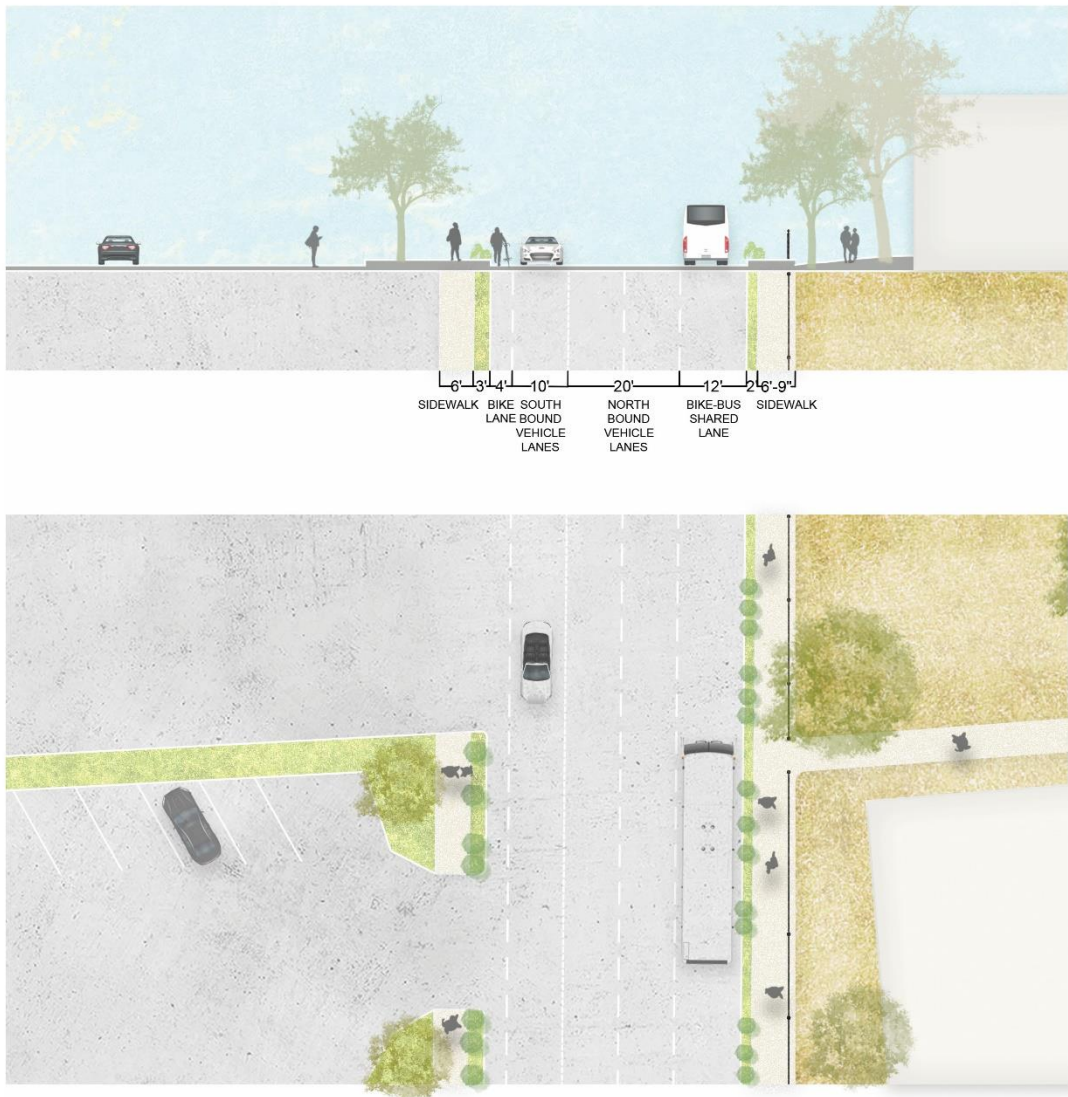 6' 3' 4' 10' 20' 12' 2' 6'-9"
SIDEWALK BIKE SOUTH NORTH BIKE-BUS SIDEWALK
LANE BOUND BOUND SHARED
VEHICLE VEHICLE LANE
LANES LANES